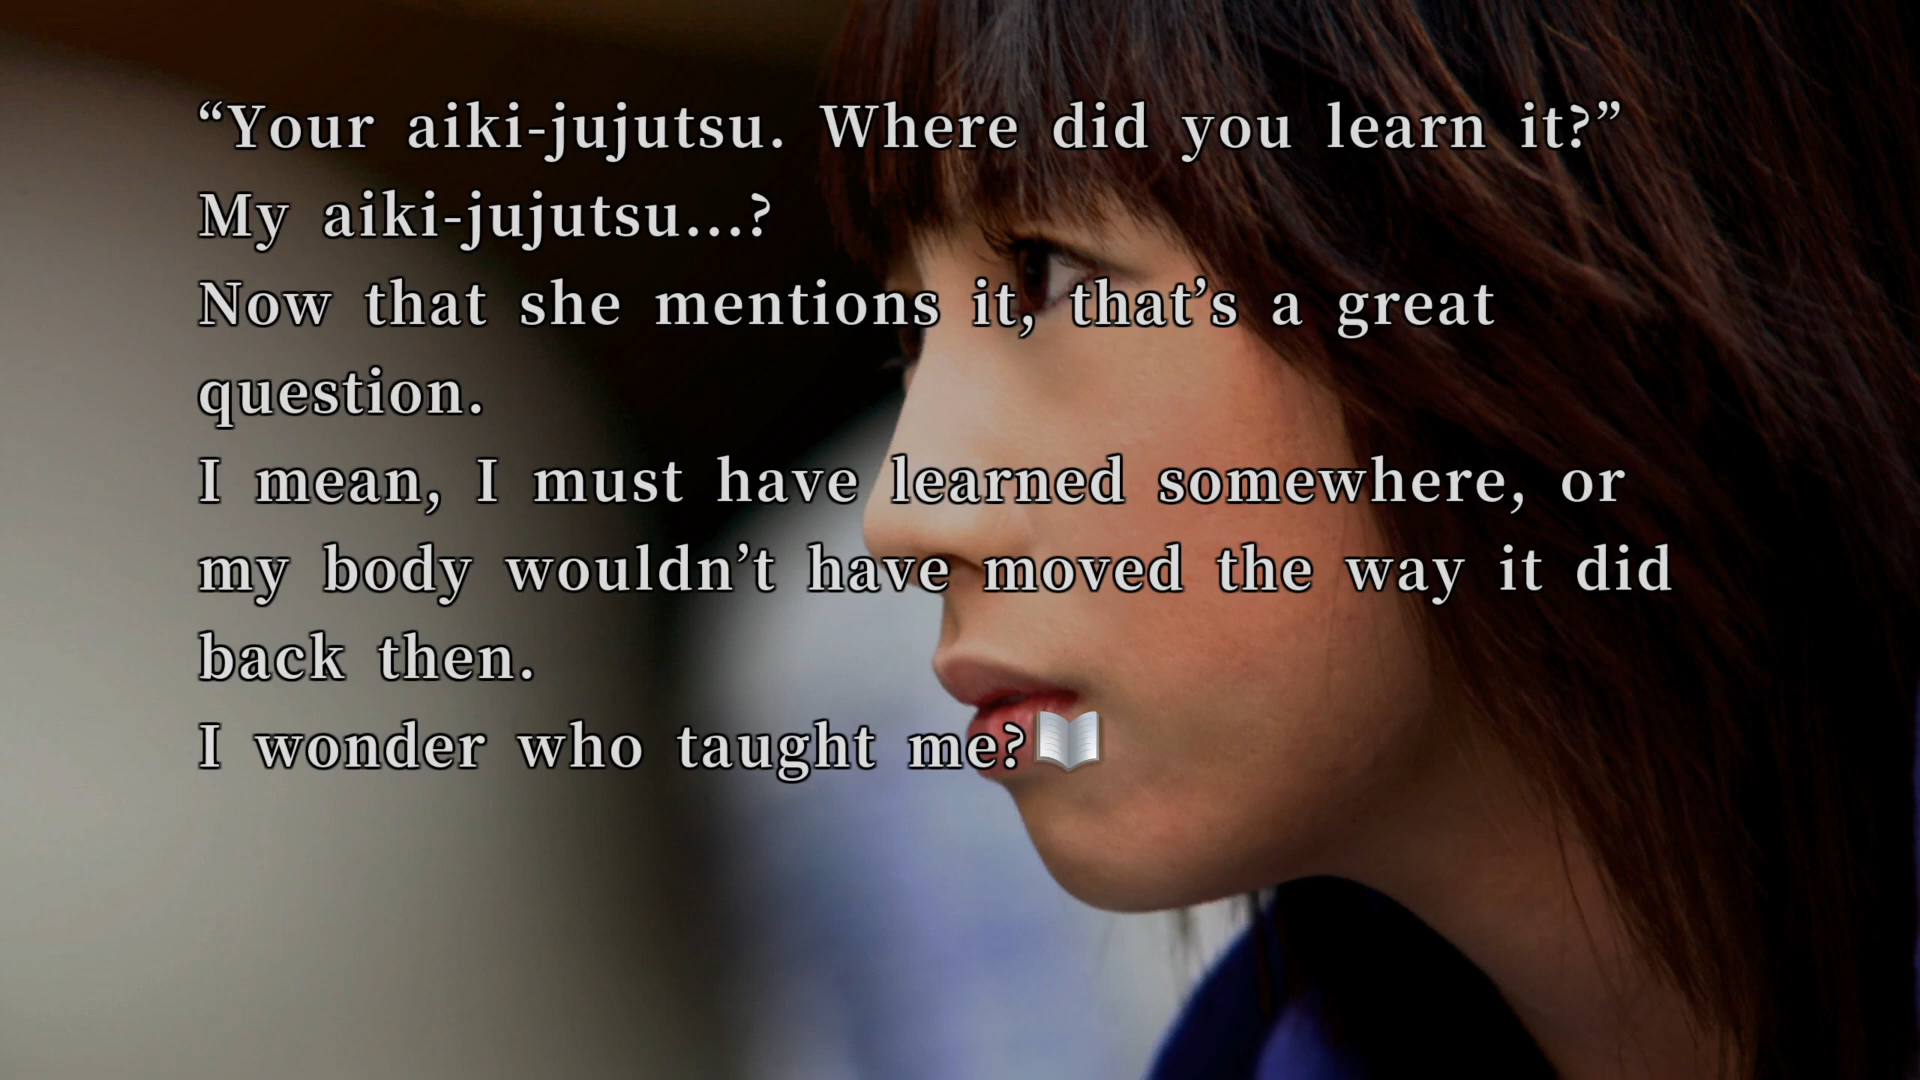 “Your aiki-jujutsu. Where did you learn it?”
My aiki-jujutsu...?
Now that she mentions it, that’s a great
question.
I mean, I must have learned somewhere, or
my body wouldn’t have moved the way it did
back then.
I wonder who taught me?